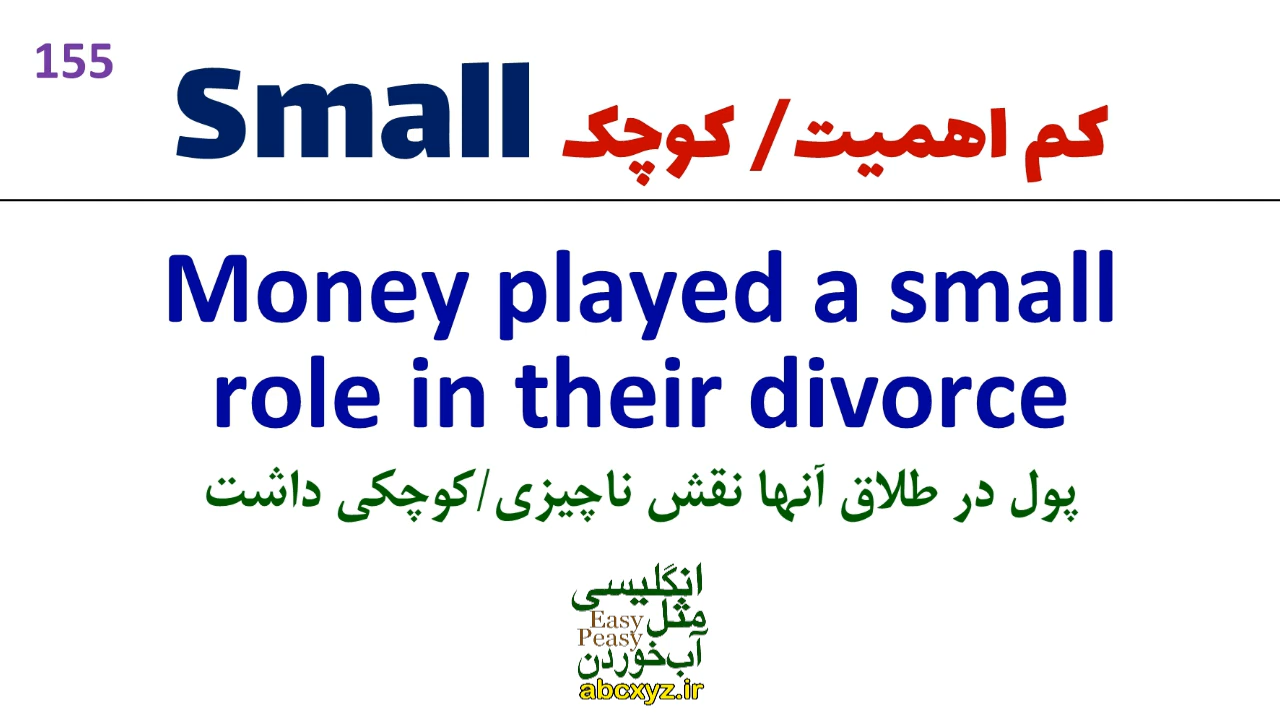 155
Small کم اهمیت/ کوچک
Money played a small
role in their divorce
پول در طلاق آنها نقش ناچیزی/کوچکی داشت
انگلیسی
مثل
Easy
Peasy
آب‌خوردن
abcxyz.ir